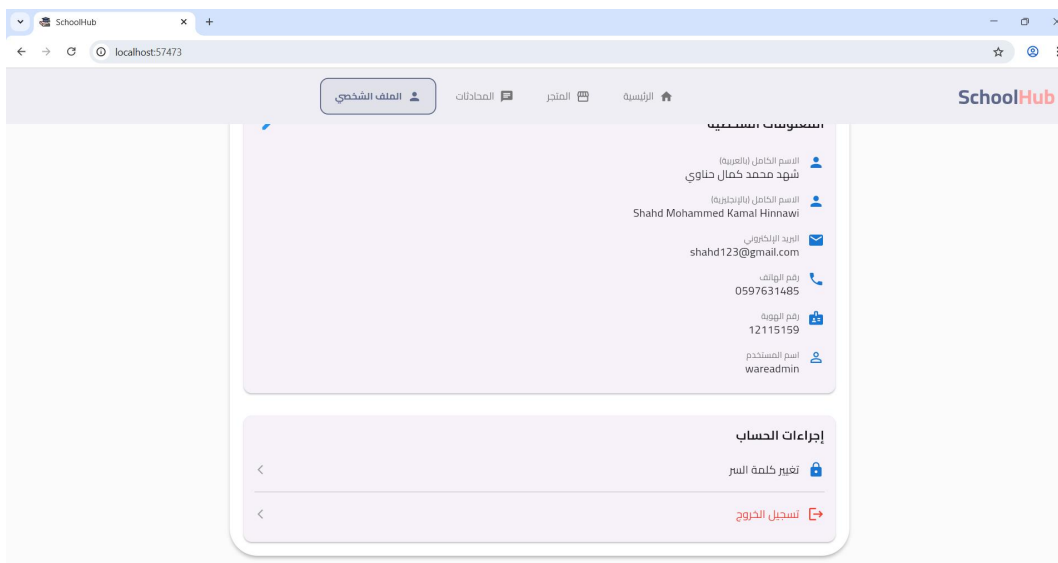 SchoolHub
localhost:57473
SchoolHub
الرئيسية
المتجر
المحادثات
الملف الشخصي
المعلومات الشخصية
الاسم الكامل (بالعربية)
شهد محمد كمال حناوي
الاسم الكامل (بالإنجليزية)
Shahd Mohammed Kamal Hinnawi
البريد الإلكتروني
shahd123@gmail.com
رقم الهاتف
0597631485
رقم الهوية
12115159
اسم المستخدم
wareadmin
إجراءات الحساب
تغيير كلمة السر
تسجيل الخروج